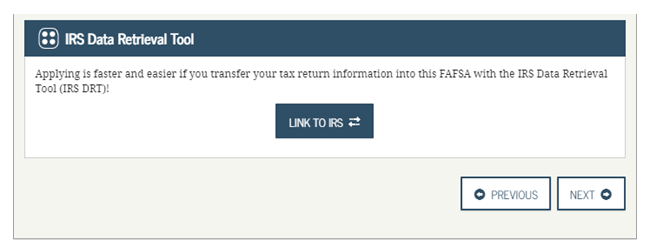 IRS Data Retrieval Tool
Applying is faster and easier if you transfer your tax return information into this FAFSA with the IRS Data Retrieval
Tool (IRS DRT)!
LINK TO IRS
PREVIOUS NEXT